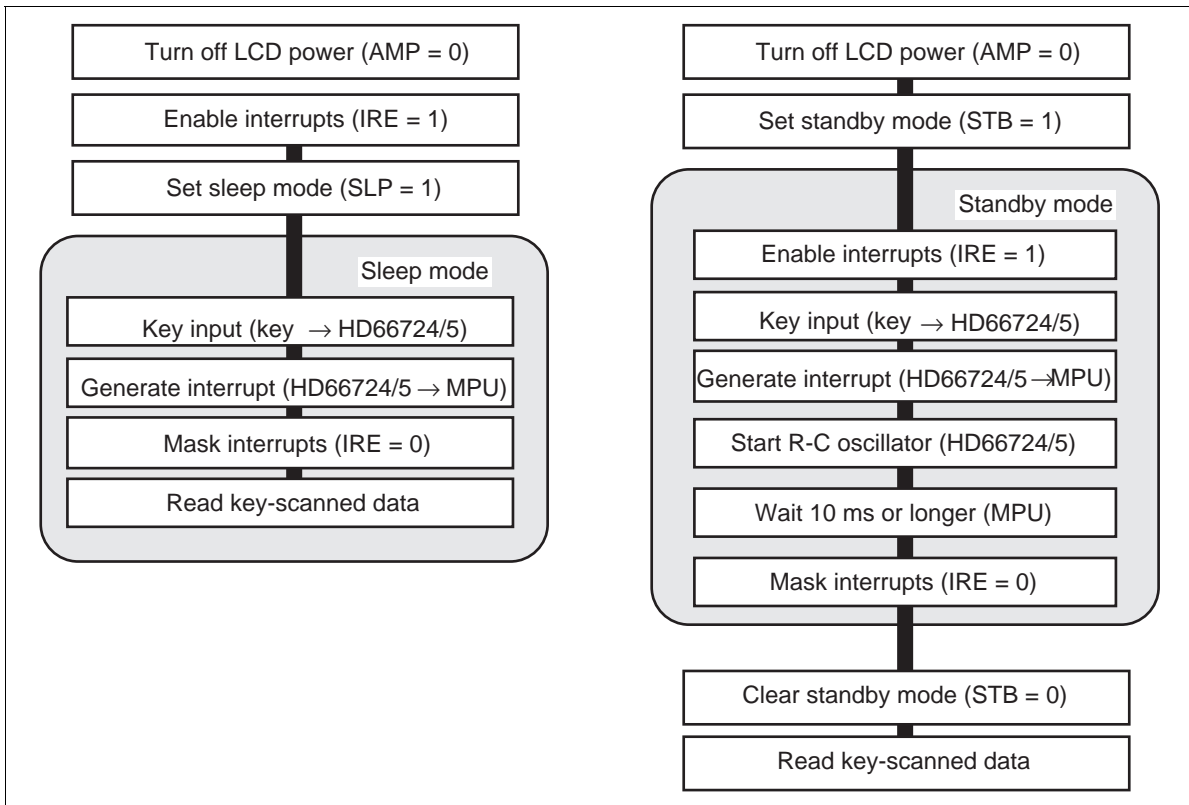 Turn off LCD power (AMP = 0)
Enable interrupts (IRE = 1)
Set sleep mode (SLP = 1)
Sleep mode
Key input (key → HD66724/5)
Generate interrupt (HD66724/5 → MPU)
Mask interrupts (IRE = 0)
Read key-scanned data
Turn off LCD power (AMP = 0)
Set standby mode (STB = 1)
Standby mode
Enable interrupts (IRE = 1)
Key input (key → HD66724/5)
Generate interrupt (HD66724/5 → MPU)
Start R-C oscillator (HD66724/5)
Wait 10 ms or longer (MPU)
Mask interrupts (IRE = 0)
Clear standby mode (STB = 0)
Read key-scanned data